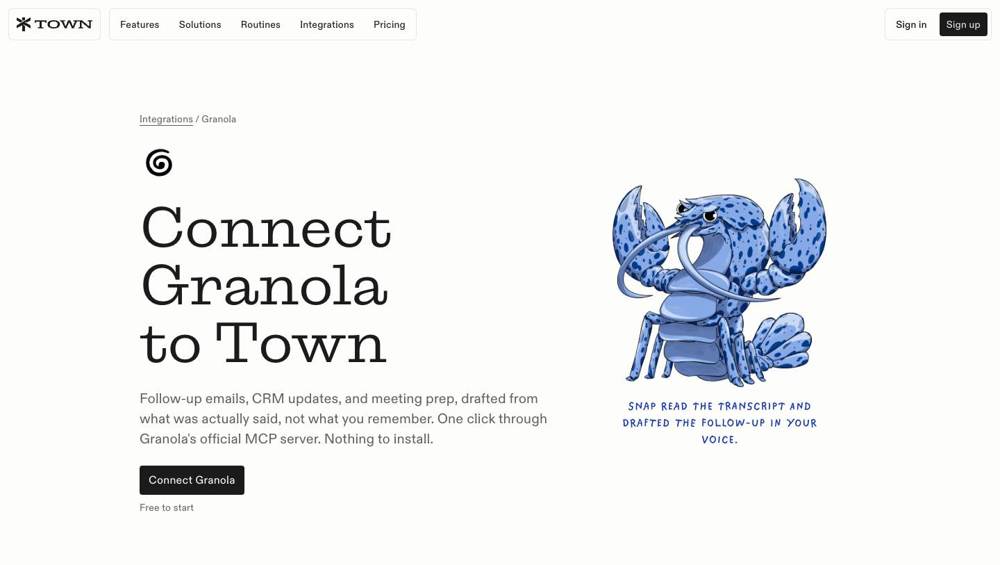 TOWN
Features Solutions Routines Integrations Pricing
Sign in Sign up
Integrations / Granola
Connect
Granola
to Town
Follow-up emails, CRM updates, and meeting prep, drafted from
what was actually said, not what you remember. One click through
Granola's official MCP server. Nothing to install.
Connect Granola
Free to start
SNAP READ THE TRANSCRIPT AND
DRAFTED THE FOLLOW-UP IN YOUR
VOICE.